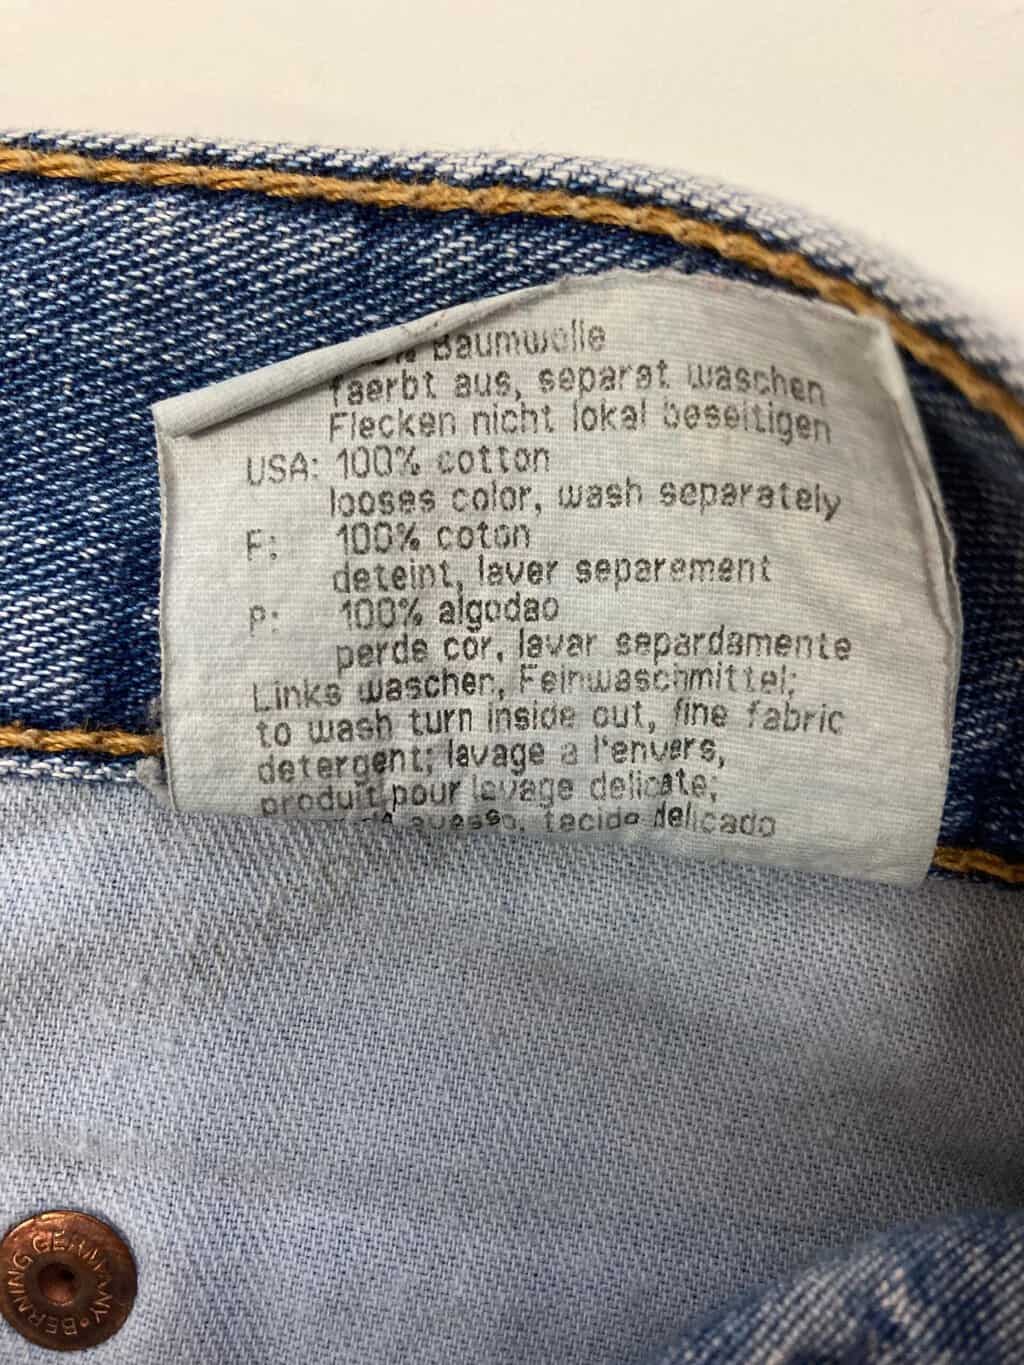 Baumwolle
faerbt aus, separat waschen
Flecken nicht lokal beseitigen
USA: 100% cotton
looses color, wash separately
F: 100% coton
deteint, laver separement
P: 100% algodao
perde cor, lavar separdamente
Links waschen, Feinwaschmittel;
to wash turn inside out, fine fabric
detergent; lavage a l'envers,
produit pour lavage delicate;
avesso, tecido delicado
BERNING GERMANY